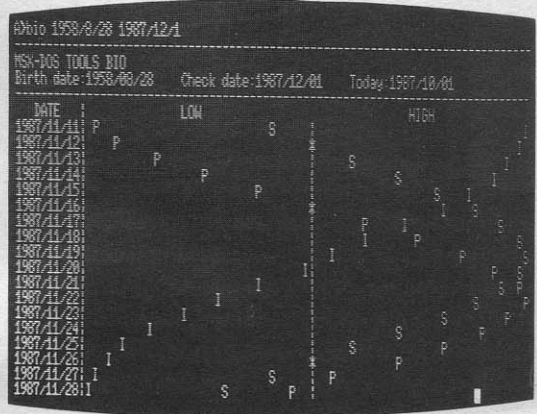 A>bio 1958/8/28 1987/12/1
MSX-DOS TOOLS BIO
Birth date:1958/08/28 Check date:1987/12/01 Today:1987/10/01
DATE LOW HIGH
1987/11/11¦ P S ¦ I
1987/11/12¦ P * I
1987/11/13¦ P ¦ S I
1987/11/14¦ P ¦ S I
1987/11/15¦ P ¦ S I
1987/11/16¦ * I S
1987/11/17¦ ¦ P I S
1987/11/18¦ ¦ I P S
1987/11/19¦ ¦ I P S
1987/11/20¦ I ¦ P S
1987/11/21¦ I ¦ S P
1987/11/22¦ I ¦ S P
1987/11/23¦ I ¦ S P
1987/11/24¦ I ¦ S P
1987/11/25¦ I ¦ S P
1987/11/26¦ I * P
1987/11/27¦ I S ¦ P
1987/11/28¦I S P ¦